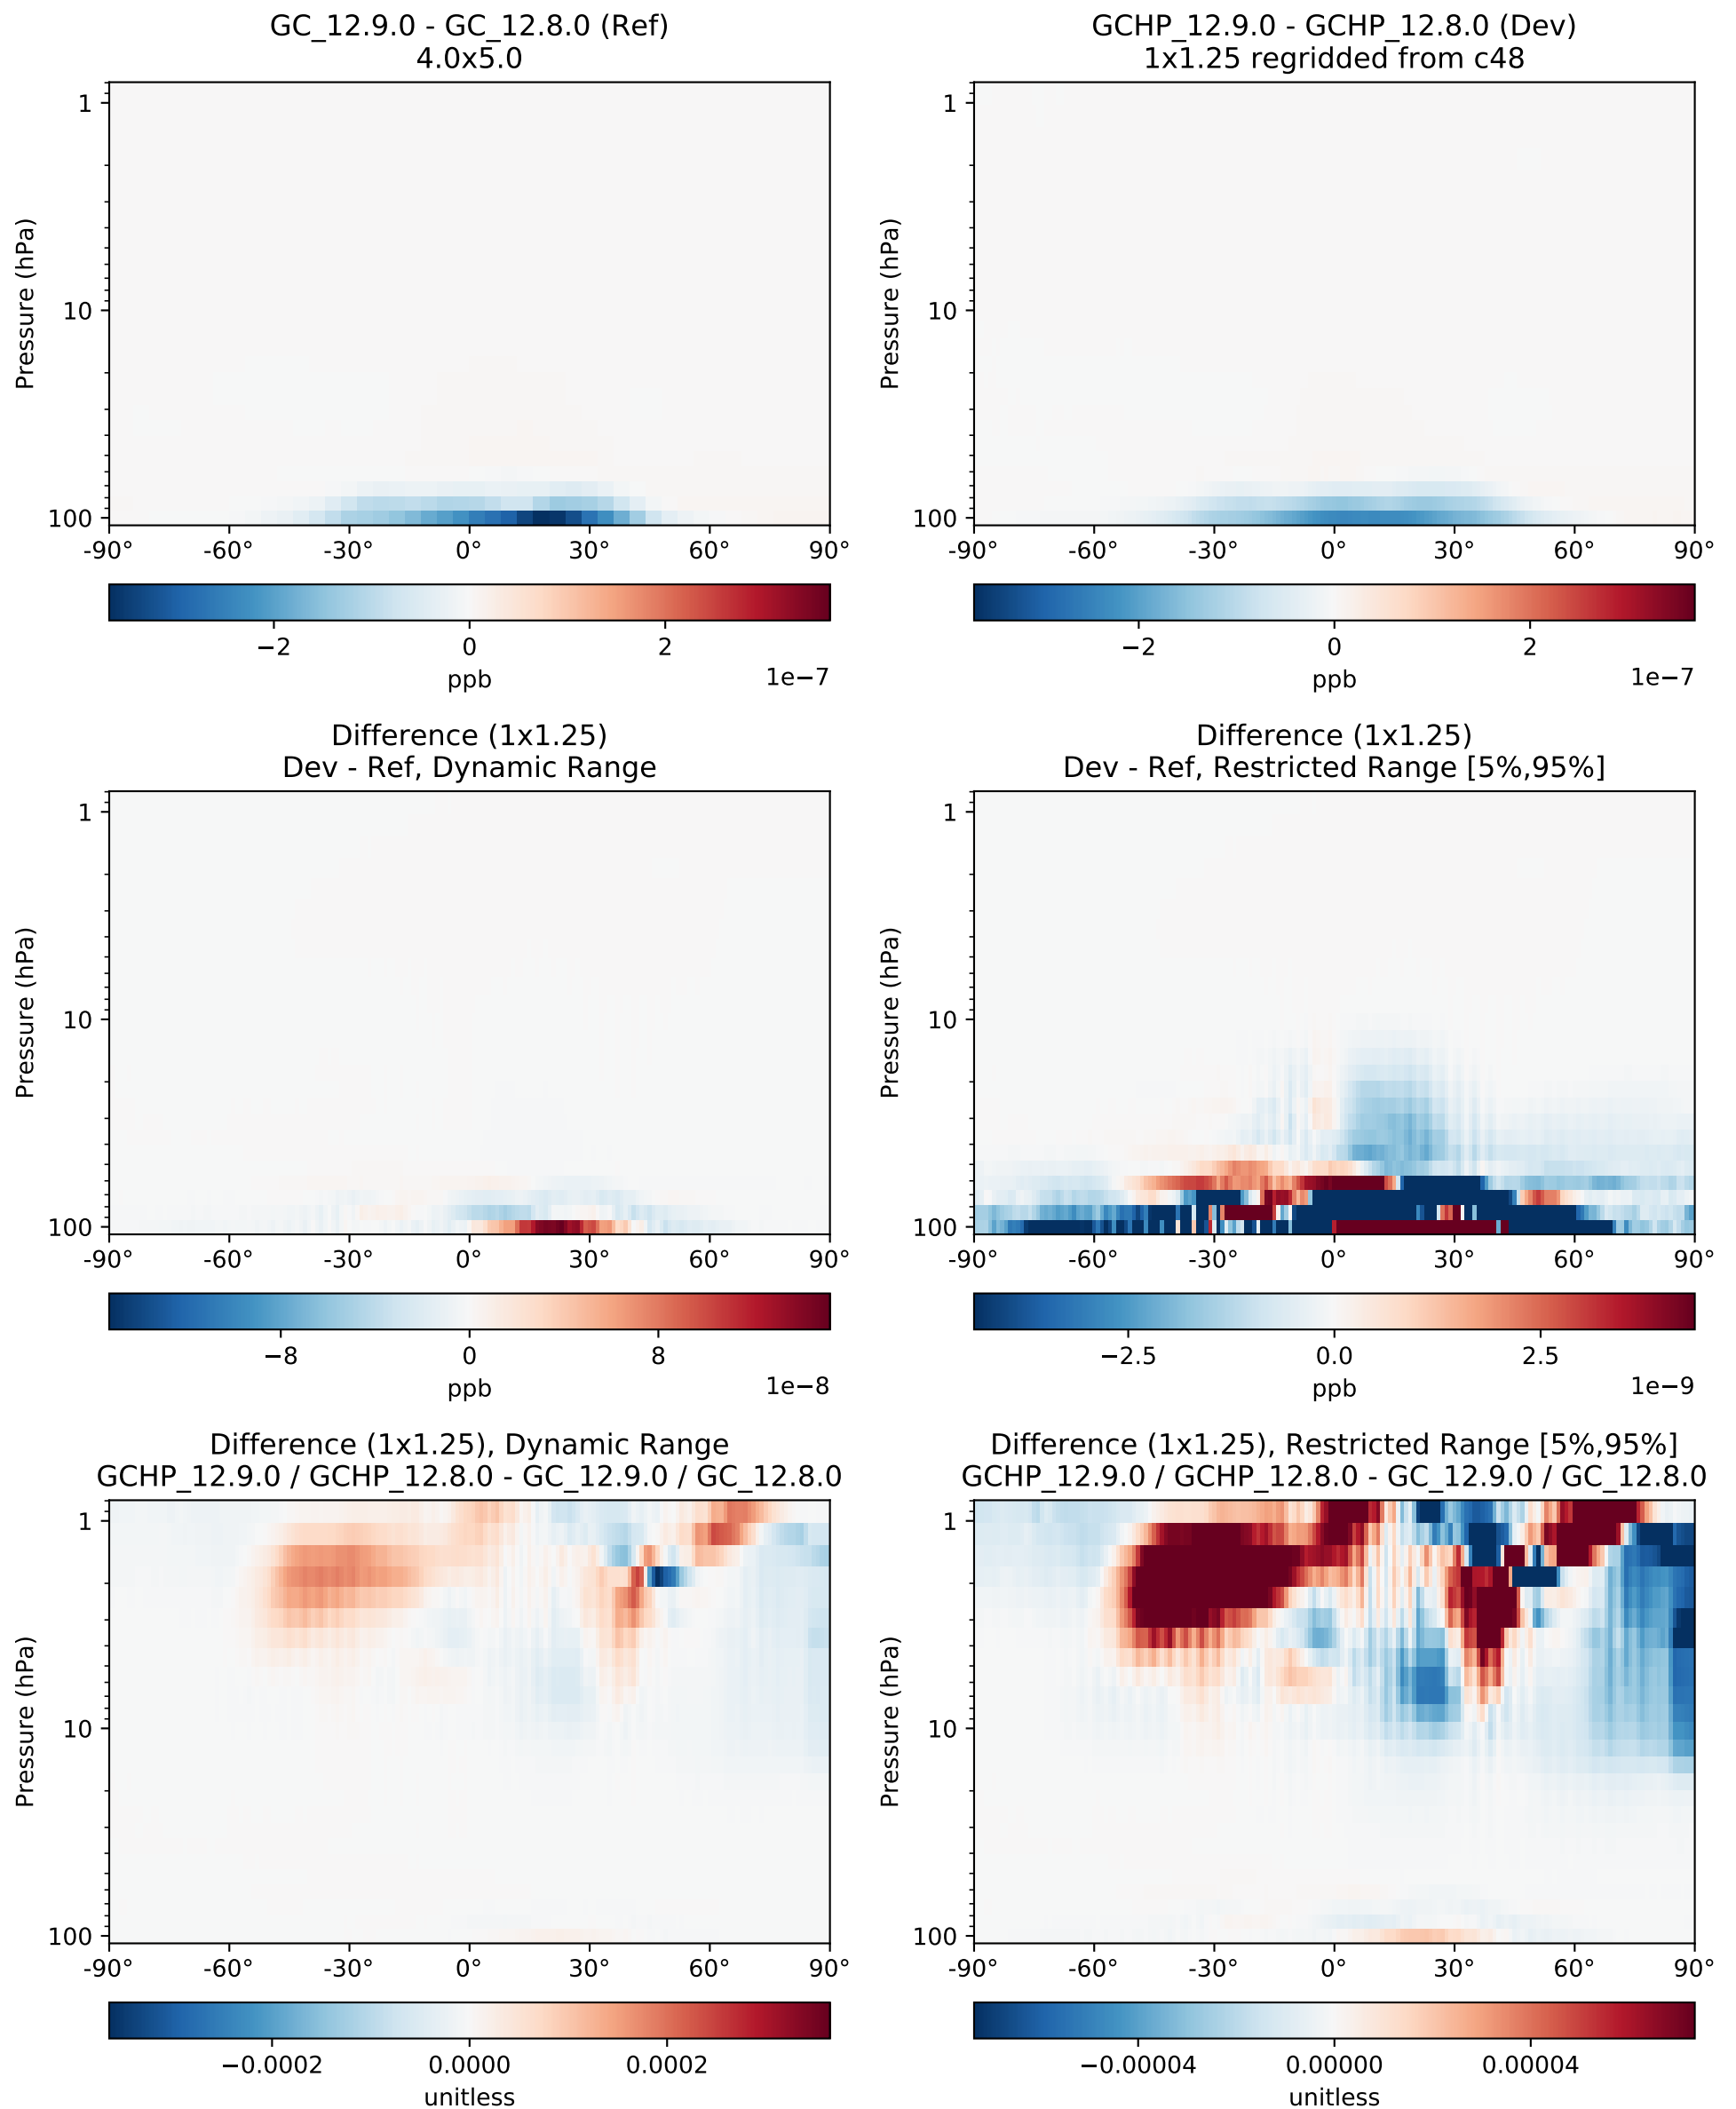 GC_12.9.0 - GC_12.8.0 (Ref)
4.0x5.0
Pressure (hPa)
1
10
100
-90° -60° -30° 0° 30° 60° 90°
−2 0 2
1e−7
ppb
GCHP_12.9.0 - GCHP_12.8.0 (Dev)
1x1.25 regridded from c48
Pressure (hPa)
1
10
100
-90° -60° -30° 0° 30° 60° 90°
−2 0 2
1e−7
ppb
Difference (1x1.25)
Dev - Ref, Dynamic Range
Pressure (hPa)
1
10
100
-90° -60° -30° 0° 30° 60° 90°
−8 0 8
1e−8
ppb
Difference (1x1.25)
Dev - Ref, Restricted Range [5%,95%]
Pressure (hPa)
1
10
100
-90° -60° -30° 0° 30° 60° 90°
−2.5 0.0 2.5
1e−9
ppb
Difference (1x1.25), Dynamic Range
GCHP_12.9.0 / GCHP_12.8.0 - GC_12.9.0 / GC_12.8.0
Pressure (hPa)
1
10
100
-90° -60° -30° 0° 30° 60° 90°
−0.0002 0.0000 0.0002
unitless
Difference (1x1.25), Restricted Range [5%,95%]
GCHP_12.9.0 / GCHP_12.8.0 - GC_12.9.0 / GC_12.8.0
Pressure (hPa)
1
10
100
-90° -60° -30° 0° 30° 60° 90°
−0.00004 0.00000 0.00004
unitless